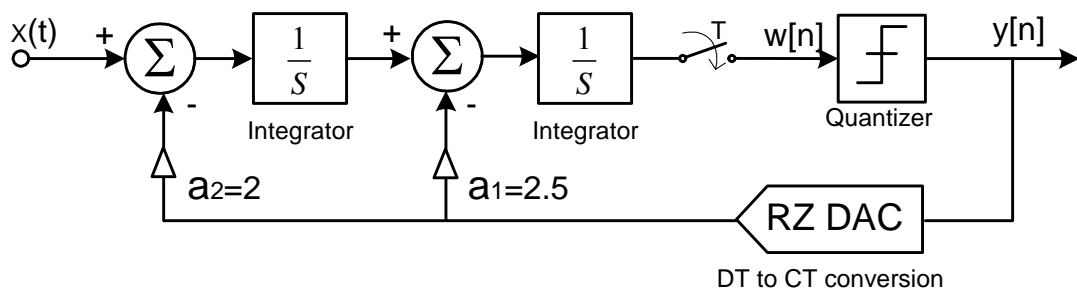 x(t)
+
Σ
-
1
S
Integrator
+
Σ
-
1
S
Integrator
T
w[n]
Quantizer
y[n]
a2=2
a1=2.5
RZ DAC
DT to CT conversion